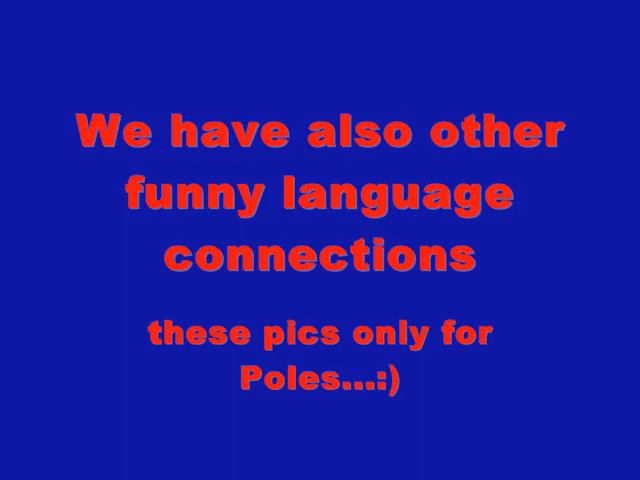 We have also other
funny language
connections
these pics only for
Poles...:)